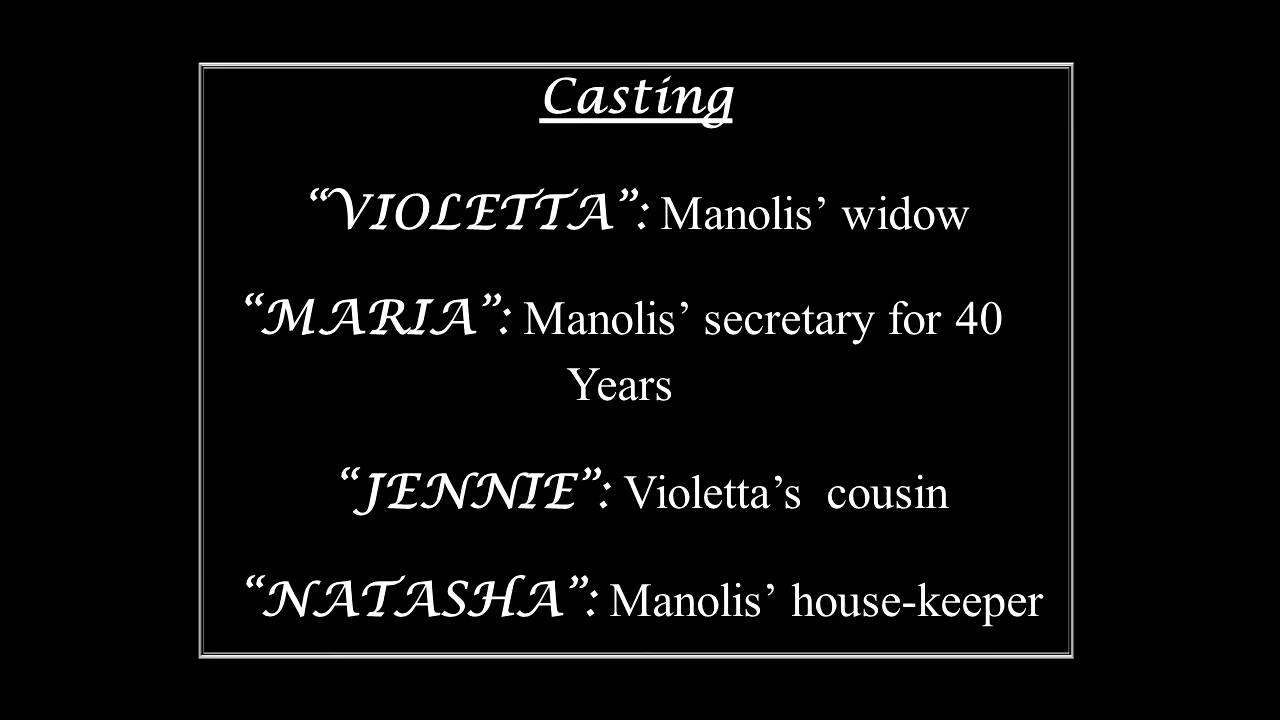 Casting
“VIOLETTA”: Manolis’ widow
“MARIA”: Manolis’ secretary for 40
Years
“JENNIE”: Violetta’s  cousin
“NATASHA”: Manolis’ house-keeper